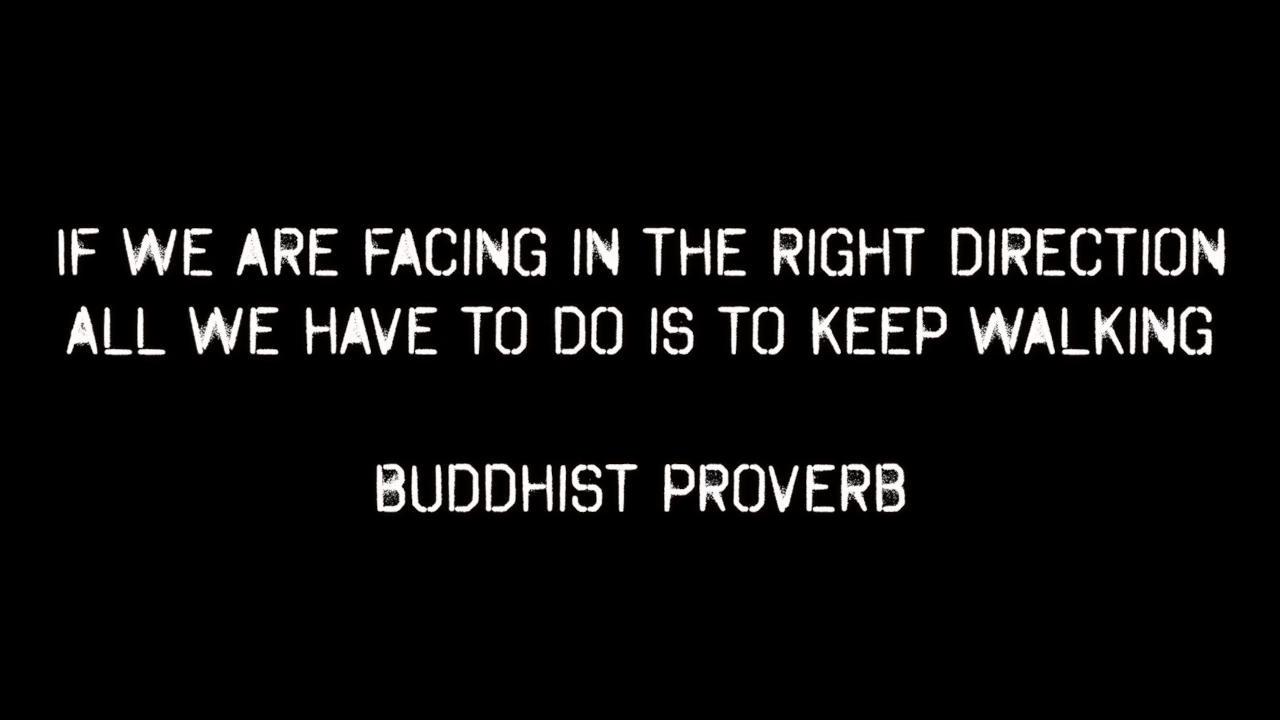 IF WE ARE FACING IN THE RIGHT DIRECTION
ALL WE HAVE TO DO IS TO KEEP WALKING
BUDDHIST PROVERB